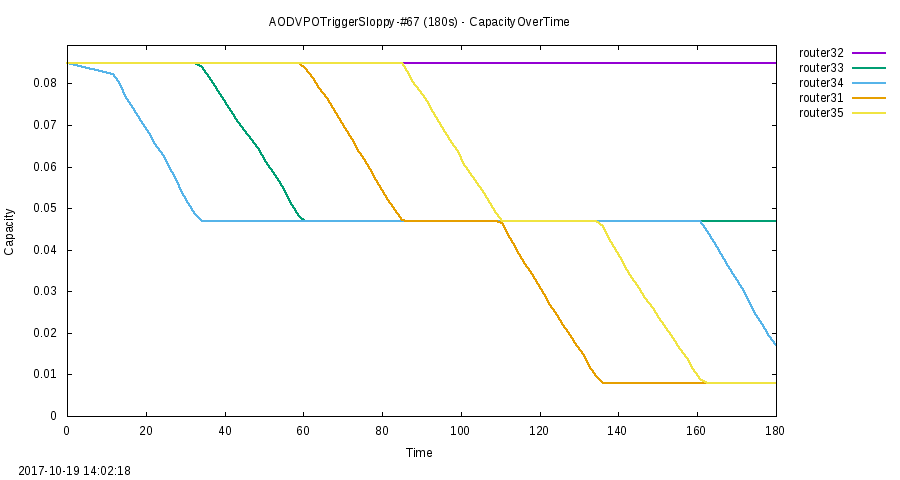 AODVPOTriggerSloppy-#67 (180s) - CapacityOverTime
router32
router33
router34
router31
router35
0.08
0.07
0.06
0.05
0.04
0.03
0.02
0.01
0
Capacity
0 20 40 60 80 100 120 140 160 180
Time
2017-10-19 14:02:18